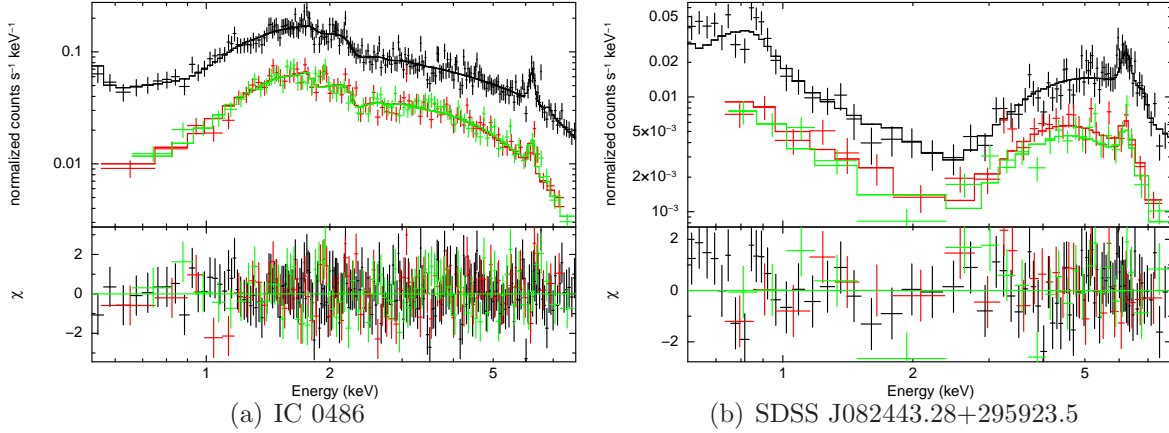 normalized counts s⁻¹ keV⁻¹
0.1
0.01
χ
2
0
−2
1
2
5
Energy (keV)
(a) IC 0486
normalized counts s⁻¹ keV⁻¹
0.05
0.02
0.01
5×10⁻³
2×10⁻³
10⁻³
χ
2
0
−2
1
2
5
Energy (keV)
(b) SDSS J082443.28+295923.5